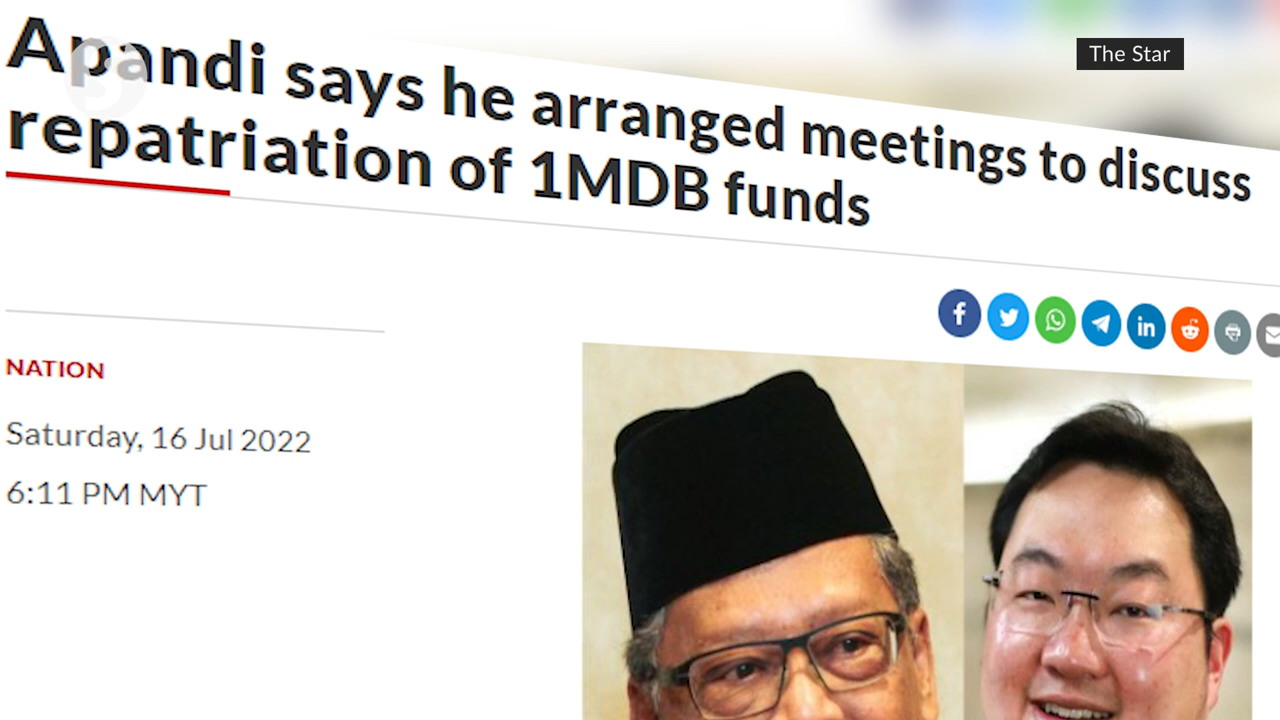 The Star
Apandi says he arranged meetings to discuss
repatriation of 1MDB funds
NATION
Saturday, 16 Jul 2022
6:11 PM MYT